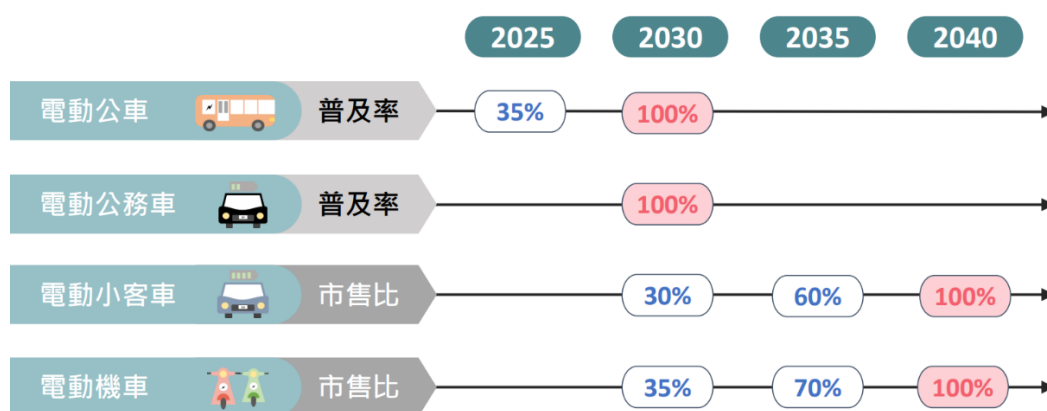 2025 2030 2035 2040
電動公車 普及率 35% 100%
電動公務車 普及率 100%
電動小客車 市售比 30% 60% 100%
電動機車 市售比 35% 70% 100%